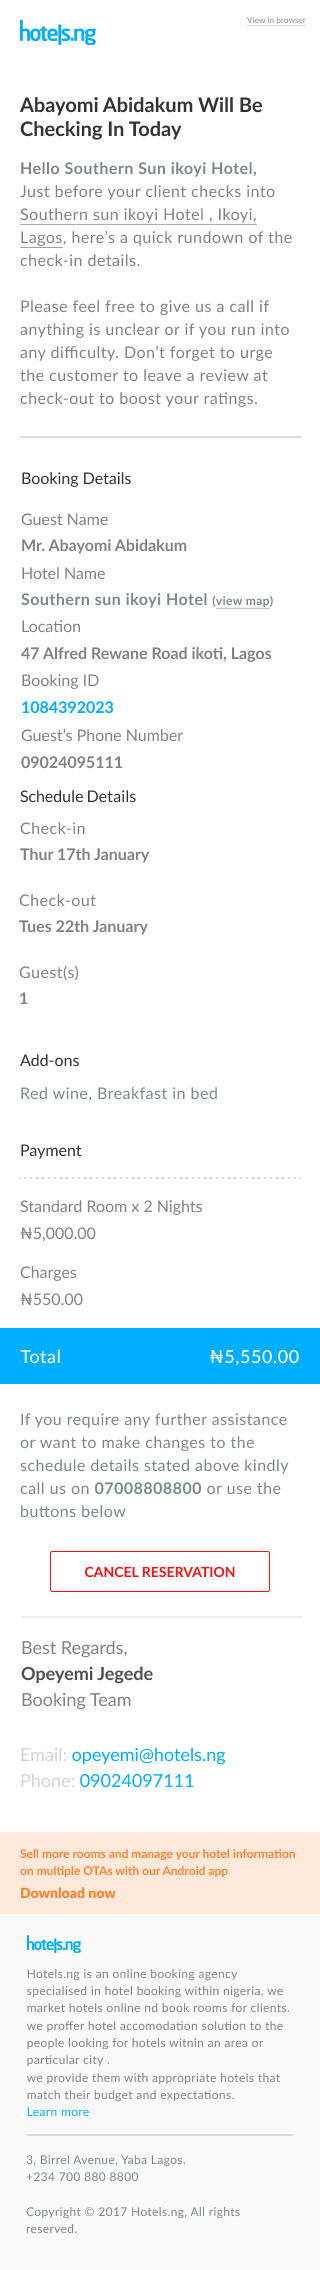 hotels.ng
View in browser
Abayomi Abidakum Will Be
Checking In Today
Hello Southern Sun ikoyi Hotel,
Just before your client checks into
Southern sun ikoyi Hotel , Ikoyi,
Lagos, here's a quick rundown of the
check-in details.
Please feel free to give us a call if
anything is unclear or if you run into
any difficulty. Don't forget to urge
the customer to leave a review at
check-out to boost your ratings.
Booking Details
Guest Name
Mr. Abayomi Abidakum
Hotel Name
Southern sun ikoyi Hotel (view map)
Location
47 Alfred Rewane Road ikoti, Lagos
Booking ID
1084392023
Guest's Phone Number
09024095111
Schedule Details
Check-in
Thur 17th January
Check-out
Tues 22th January
Guest(s)
1
Add-ons
Red wine, Breakfast in bed
Payment
Standard Room x 2 Nights
₦5,000.00
Charges
₦550.00
Total ₦5,550.00
If you require any further assistance
or want to make changes to the
schedule details stated above kindly
call us on 07008808800 or use the
buttons below
CANCEL RESERVATION
Best Regards,
Opeyemi Jegede
Booking Team
Email: opeyemi@hotels.ng
Phone: 09024097111
Sell more rooms and manage your hotel information
on multiple OTAs with our Android app
Download now
hotels.ng
Hotels.ng is an online booking agency
specialised in hotel booking within nigeria. we
market hotels online nd book rooms for clients.
we proffer hotel accomodation solution to the
people looking for hotels witnin an area or
particular city .
we provide them with appropriate hotels that
match their budget and expectations.
Learn more
3, Birrel Avenue, Yaba Lagos.
+234 700 880 8800
Copyright © 2017 Hotels.ng, All rights
reserved.